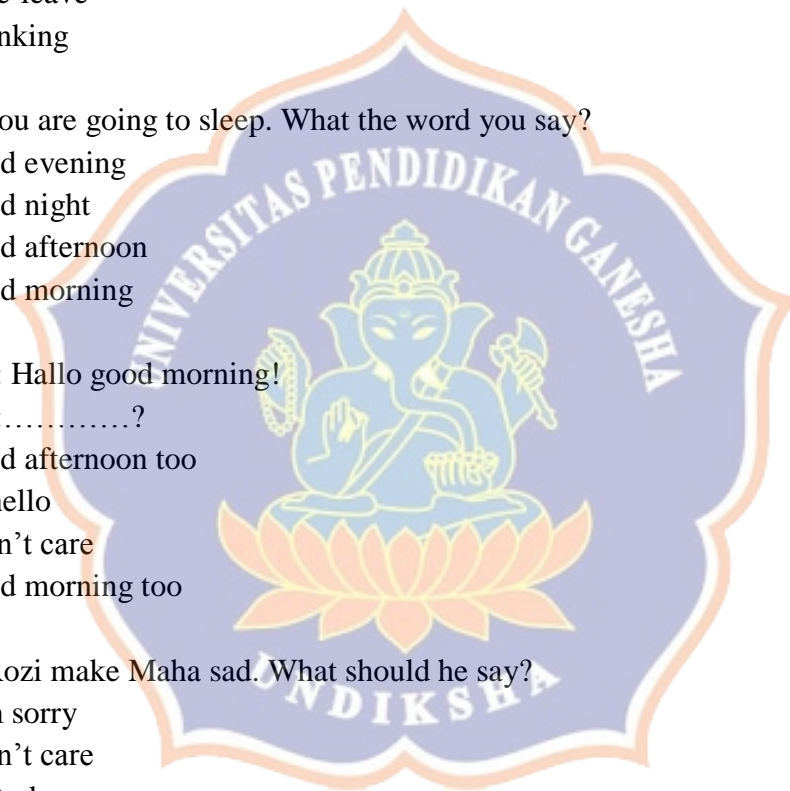 leave
nking
ou are going to sleep. What the word you say?
d evening
d night
d afternoon
d morning
: Hallo good morning!
:…………?
d afternoon too
hello
n’t care
d morning too
Rozi make Maha sad. What should he say?
n sorry
n’t care
UNIVERSITAS PENDIDIKAN GANESHA
UNDIKSHA